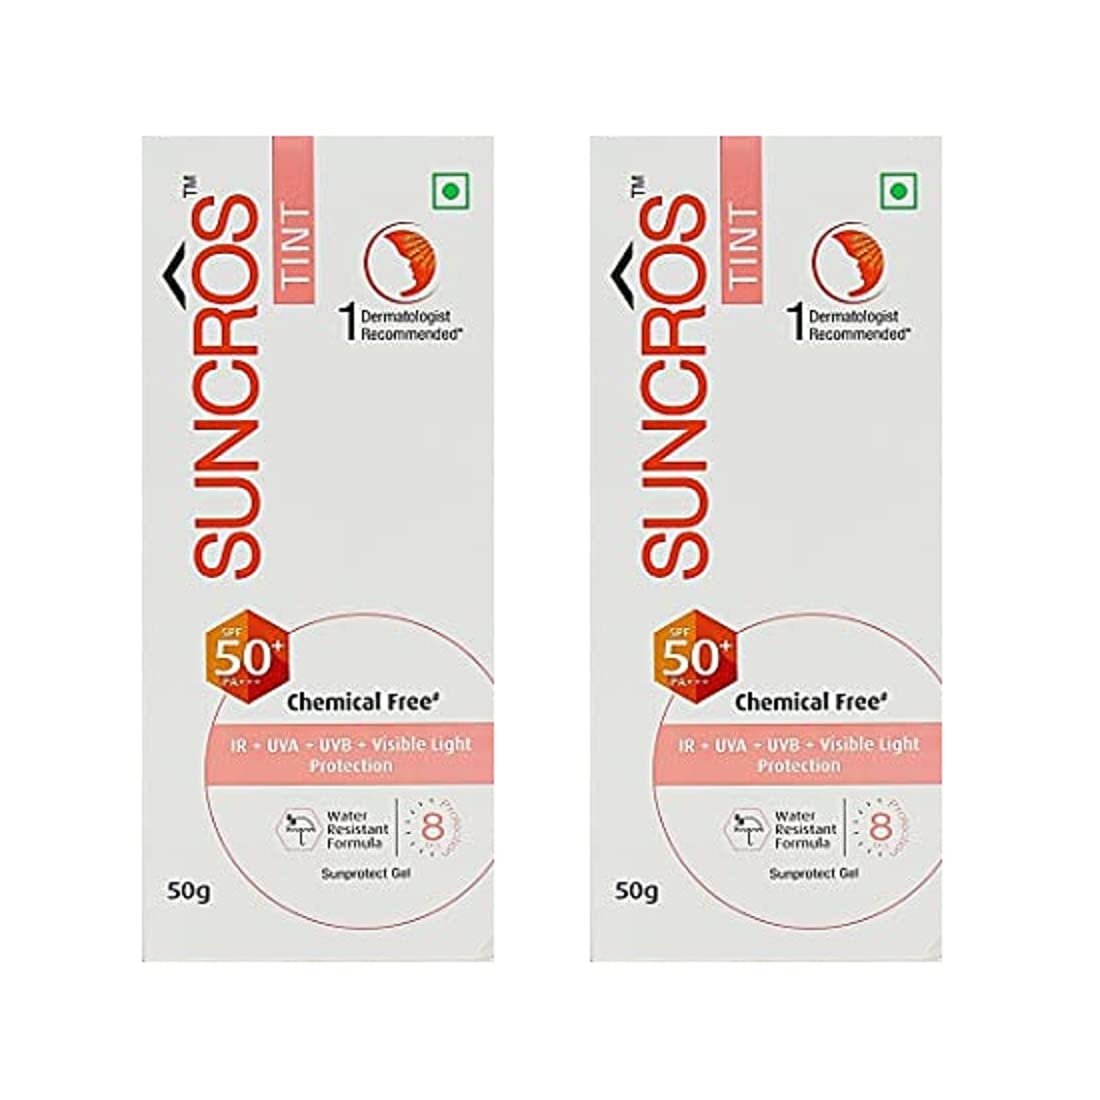 SUNCROS™
TINT
1 Dermatologist
Recommended*
SPF
50+
PA+++
Chemical Free#
IR + UVA + UVB + Visible Light
Protection
Water
Resistant
Formula
8
Protection
Sunprotect Gel
50g
SUNCROS™
TINT
1 Dermatologist
Recommended*
SPF
50+
PA+++
Chemical Free#
IR + UVA + UVB + Visible Light
Protection
Water
Resistant
Formula
8
Protection
Sunprotect Gel
50g